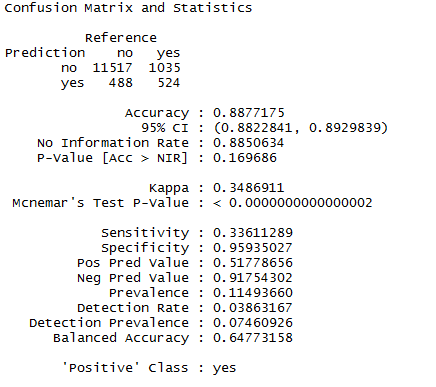 Confusion Matrix and Statistics
Reference
Prediction no yes
no 11517 1035
yes 488 524
Accuracy : 0.8877175
95% CI : (0.8822841, 0.8929839)
No Information Rate : 0.8850634
P-Value [Acc > NIR] : 0.169686
Kappa : 0.3486911
Mcnemar's Test P-Value : < 0.0000000000000002
Sensitivity : 0.33611289
Specificity : 0.95935027
Pos Pred Value : 0.51778656
Neg Pred Value : 0.91754302
Prevalence : 0.11493660
Detection Rate : 0.03863167
Detection Prevalence : 0.07460926
Balanced Accuracy : 0.64773158
'Positive' Class : yes